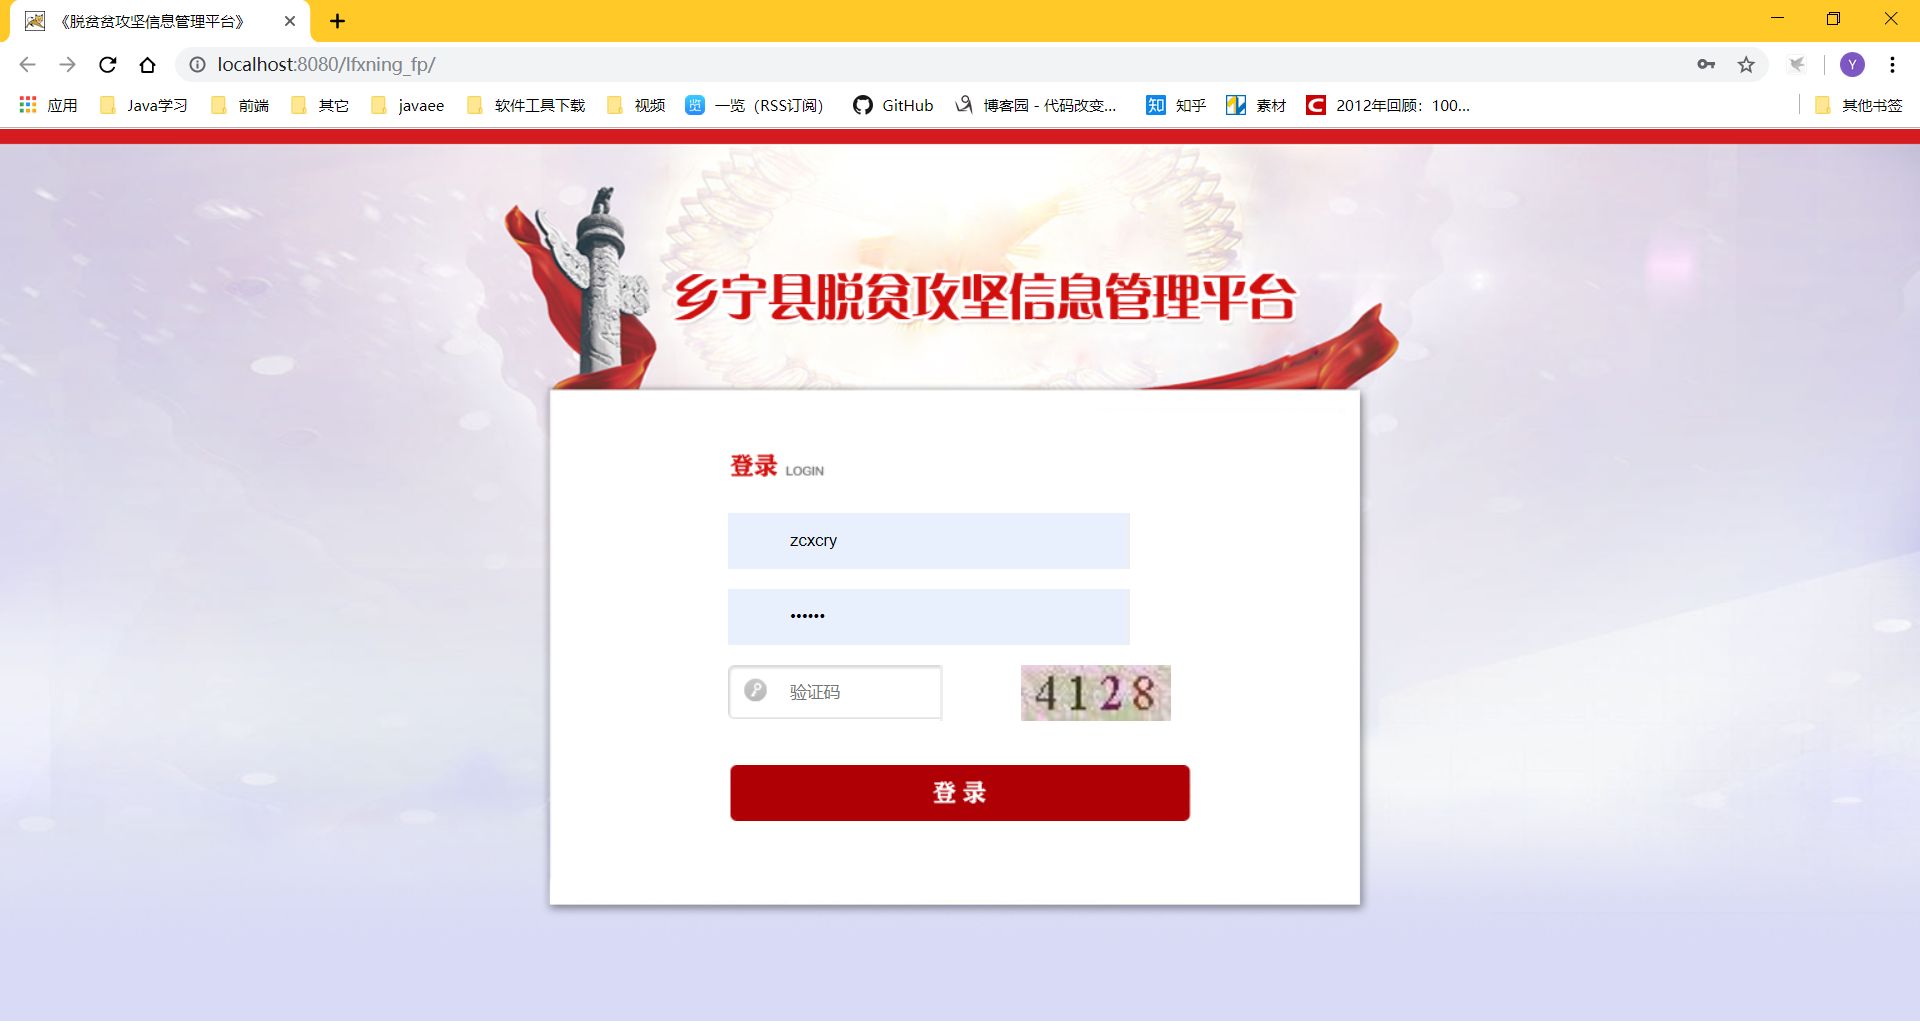 《脱贫贫攻坚信息管理平台》
localhost:8080/lfxning_fp/
Y
应用 Java学习 前端 其它 javaee 软件工具下载 视频 览 一览（RSS订阅） GitHub 博客园 - 代码改变... 知 知乎 素材 C 2012年回顾：100... 其他书签
乡宁县脱贫攻坚信息管理平台
登录 LOGIN
zcxcry
••••••
验证码 4128
登 录